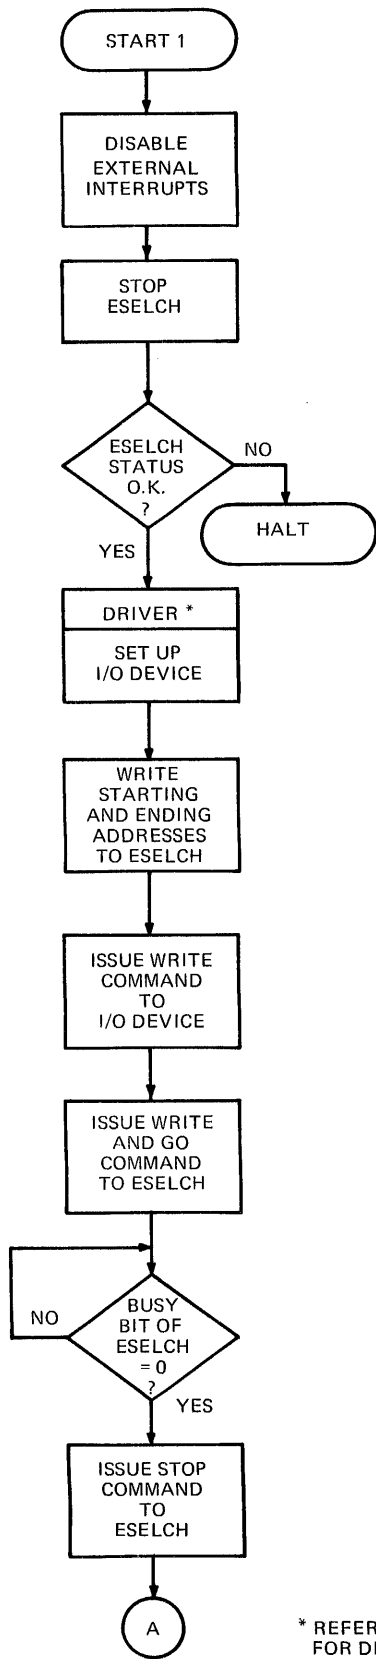 START 1
DISABLE
EXTERNAL
INTERRUPTS
STOP
ESELCH
ESELCH
STATUS
O.K.
?
NO
HALT
YES
DRIVER *
SET UP
I/O DEVICE
WRITE
STARTING
AND ENDING
ADDRESSES
TO ESELCH
ISSUE WRITE
COMMAND
TO
I/O DEVICE
ISSUE WRITE
AND GO
COMMAND
TO ESELCH
BUSY
BIT OF
ESELCH
= 0
?
NO
YES
ISSUE STOP
COMMAND
TO
ESELCH
A
* REFER
FOR